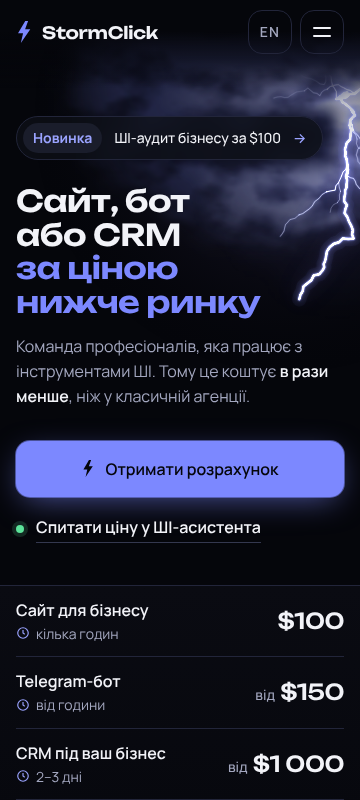 StormClick
EN
Новинка ШІ-аудит бізнесу за $100 →
Сайт, бот
або CRM
за ціною
нижче ринку
Команда професіоналів, яка працює з
інструментами ШІ. Тому це коштує в рази
менше, ніж у класичній агенції.
Отримати розрахунок
Спитати ціну у ШІ-асистента
Сайт для бізнесу
кілька годин
$100
Telegram-бот
від години
від $150
CRM під ваш бізнес
2–3 дні
від $1 000